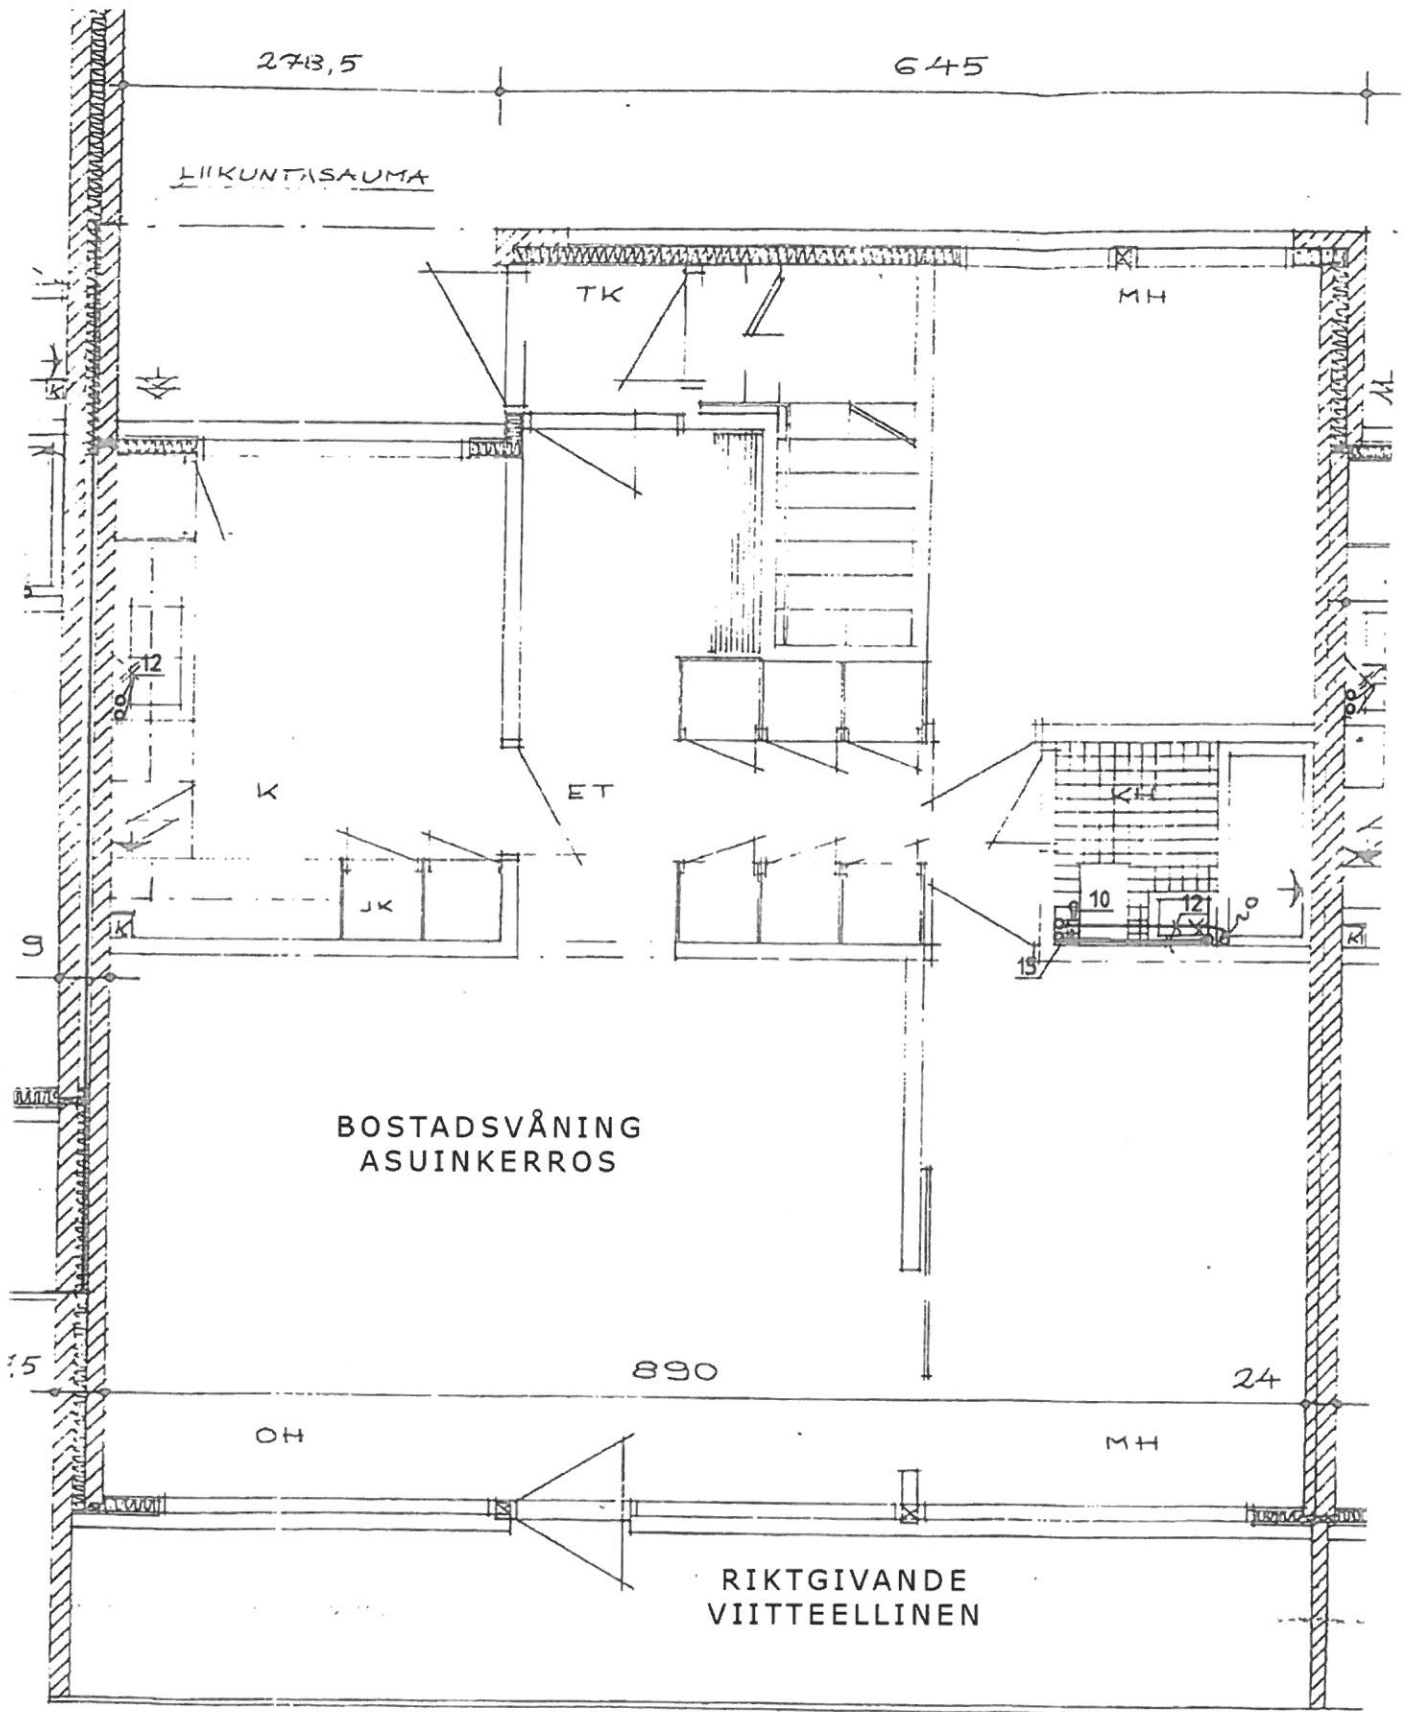 278,5
645
LIIKUNTASAUMA
TK
MH
K
12
K
ET
KH
JK
K
10
12
20
K
9
15
BOSTADSVÅNING
ASUINKERROS
890
24
OH
MH
RIKTGIVANDE
VIITTEELLINEN